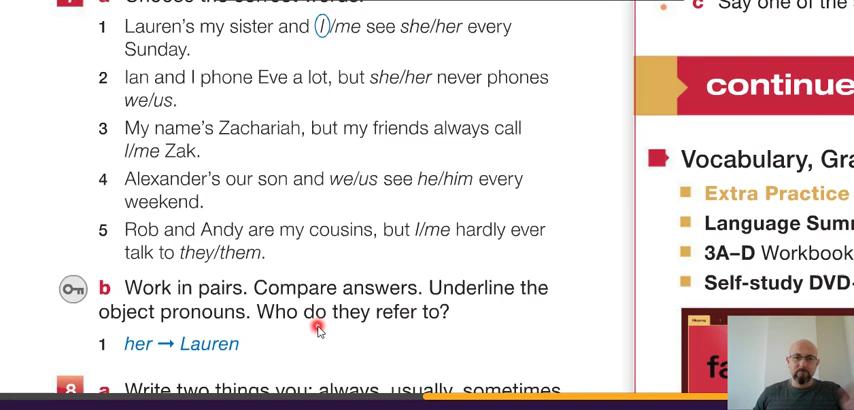 a Choose the correct words.
1 Lauren's my sister and I/me see she/her every
Sunday.
2 Ian and I phone Eve a lot, but she/her never phones
we/us.
3 My name's Zachariah, but my friends always call
I/me Zak.
4 Alexander's our son and we/us see he/him every
weekend.
5 Rob and Andy are my cousins, but I/me hardly ever
talk to they/them.
b Work in pairs. Compare answers. Underline the
object pronouns. Who do they refer to?
1 her → Lauren
8 a Write two things you: always, usually, sometimes
c Say one of the
continue
Vocabulary, Gra
Extra Practice
Language Summ
3A–D Workbook
Self-study DVD-
fa